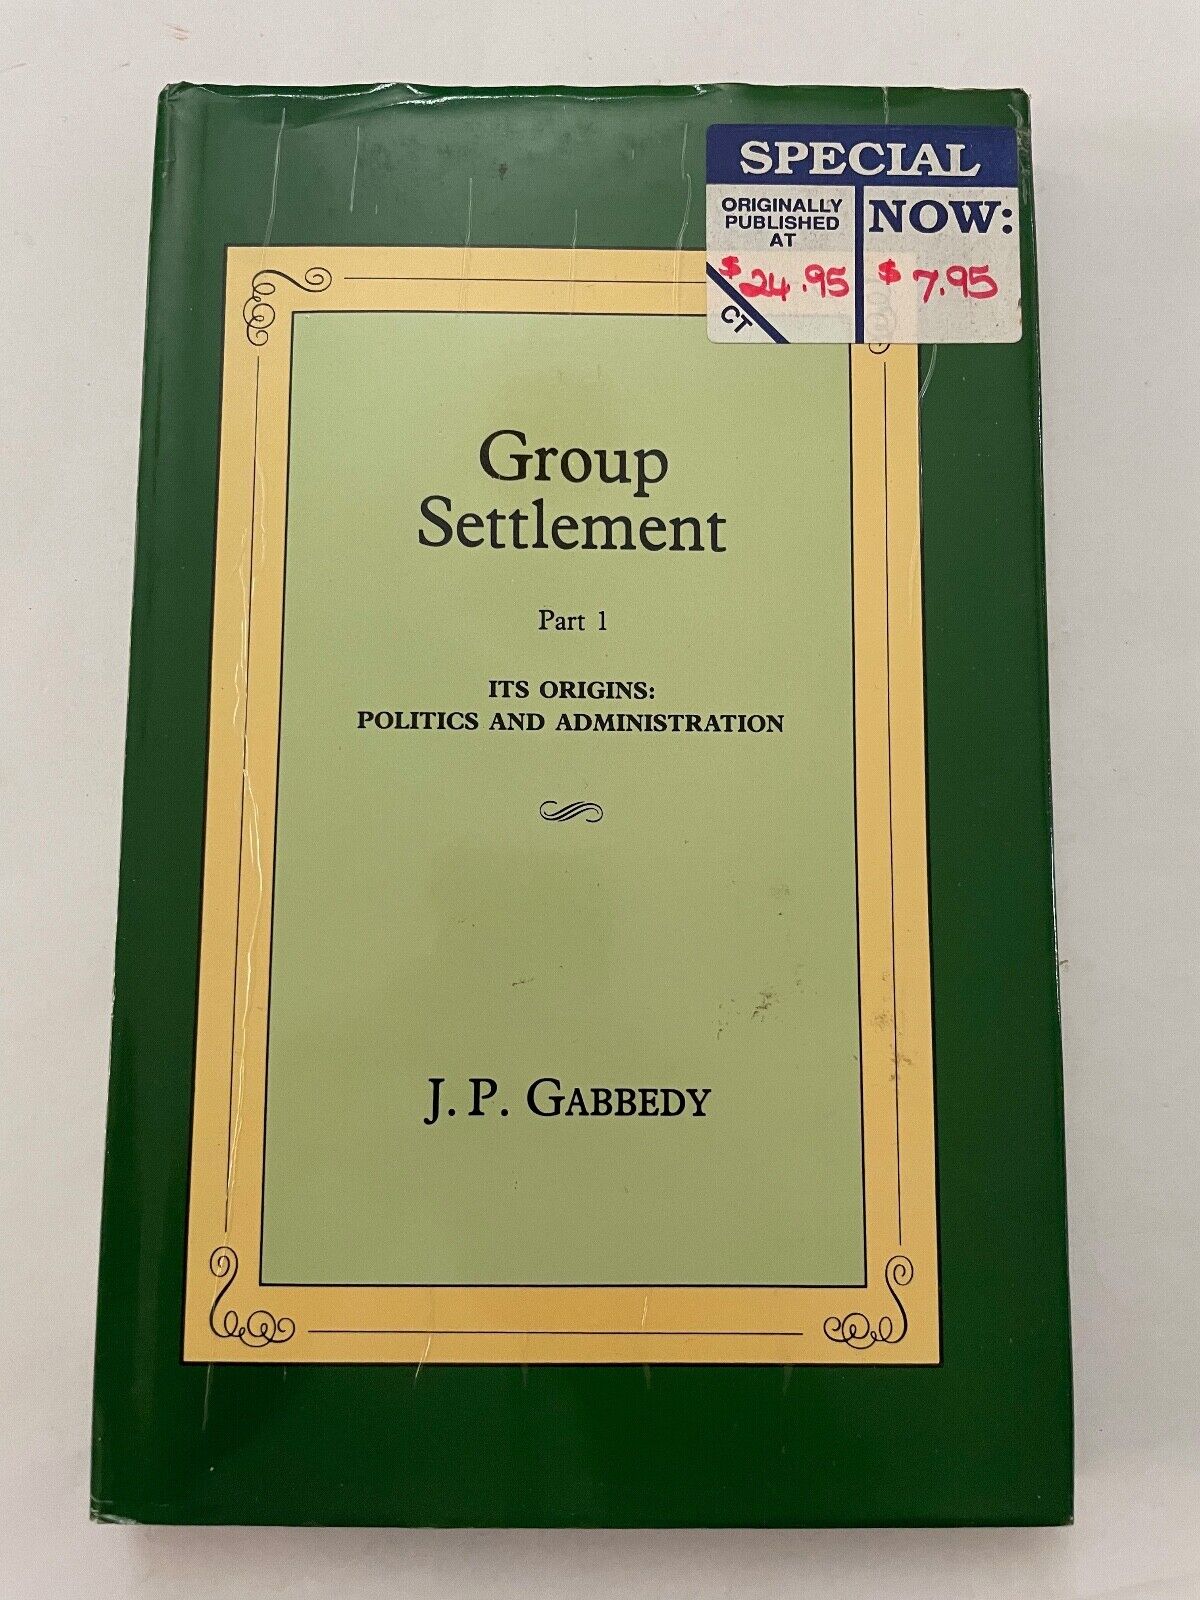 SPECIAL
ORIGINALLY
PUBLISHED
AT
$24.95
CT
NOW:
$7.95
Group
Settlement
Part 1
ITS ORIGINS:
POLITICS AND ADMINISTRATION
J. P. GABBEDY